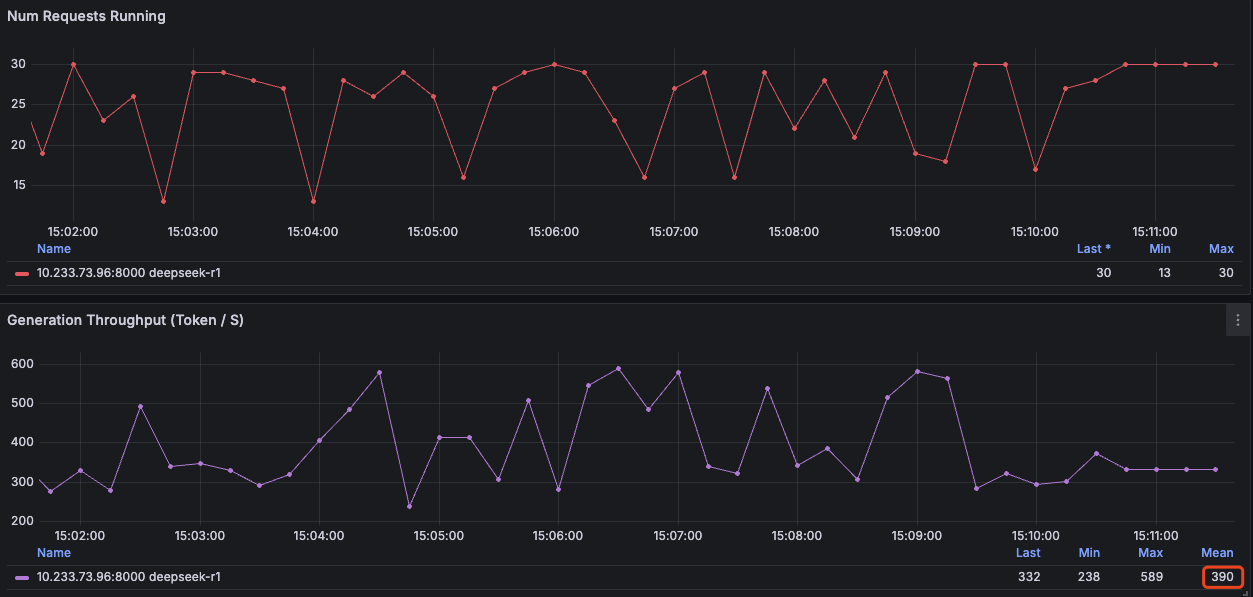 Num Requests Running
30
25
20
15
15:02:00 15:03:00 15:04:00 15:05:00 15:06:00 15:07:00 15:08:00 15:09:00 15:10:00 15:11:00
Name Last * Min Max
10.233.73.96:8000 deepseek-r1 30 13 30
Generation Throughput (Token / S)
600
500
400
300
200
15:02:00 15:03:00 15:04:00 15:05:00 15:06:00 15:07:00 15:08:00 15:09:00 15:10:00 15:11:00
Name Last Min Max Mean
10.233.73.96:8000 deepseek-r1 332 238 589 390